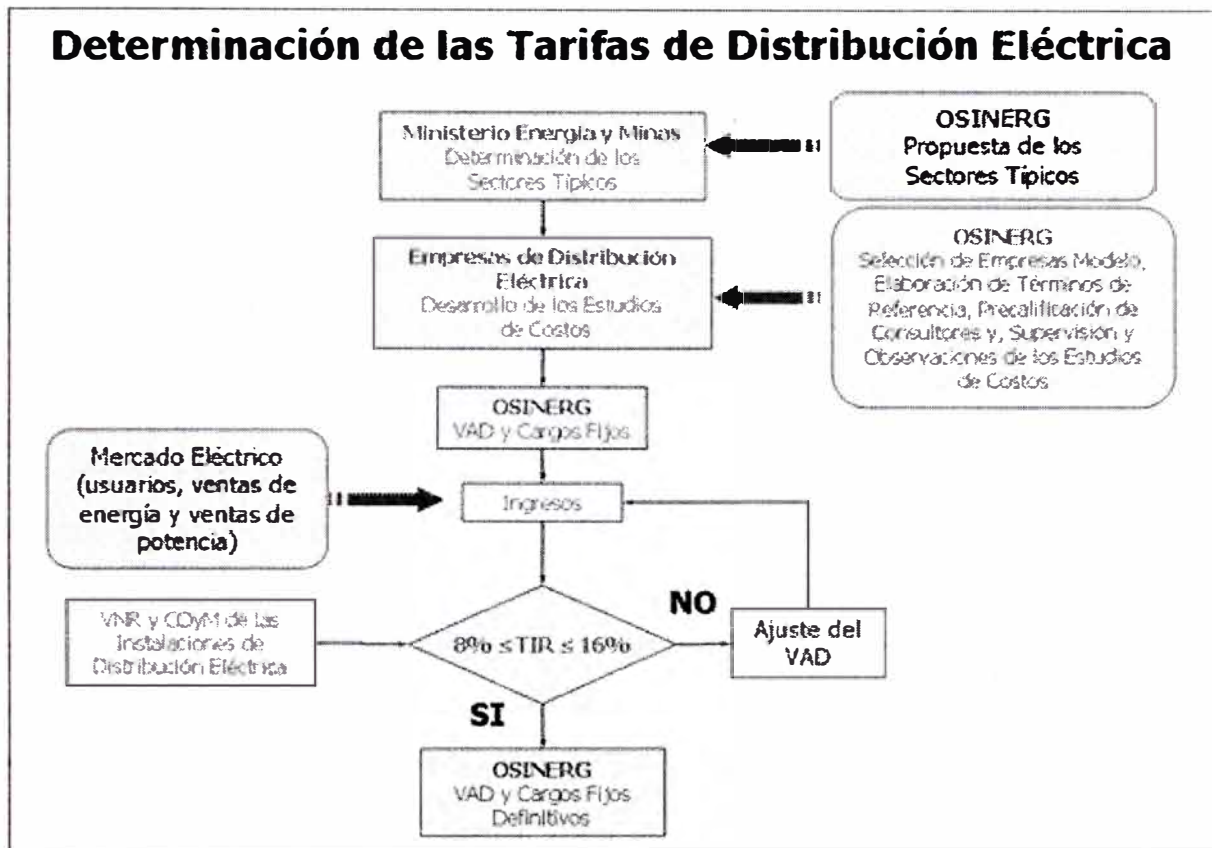 Determinación de las Tarifas de Distribución Eléctrica
Ministerio Energía y Minas
Determinación de los
Sectores Típicos
OSINERG
Propuesta de los
Sectores Típicos
Empresas de Distribución
Eléctrica
Desarrollo de los Estudios
de Costos
OSINERG
Selección de Empresas Modelo,
Elaboración de Términos de
Referencia, Precalificación de
Consultores y, Supervisión y
Observaciones de los Estudios
de Costos
OSINERG
VAD y Cargos Fijos
Mercado Eléctrico
(usuarios, ventas de
energía y ventas de
potencia)
Ingresos
VNR y COyM de las
Instalaciones de
Distribución Eléctrica
8% ≤ TIR ≤ 16%
NO
Ajuste del
VAD
SI
OSINERG
VAD y Cargos Fijos
Definitivos